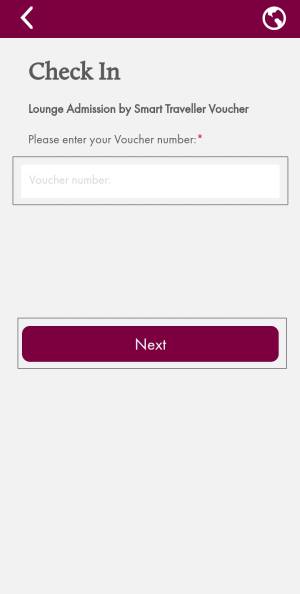 Check In
Lounge Admission by Smart Traveller Voucher
Please enter your Voucher number:*
Voucher number:
Next